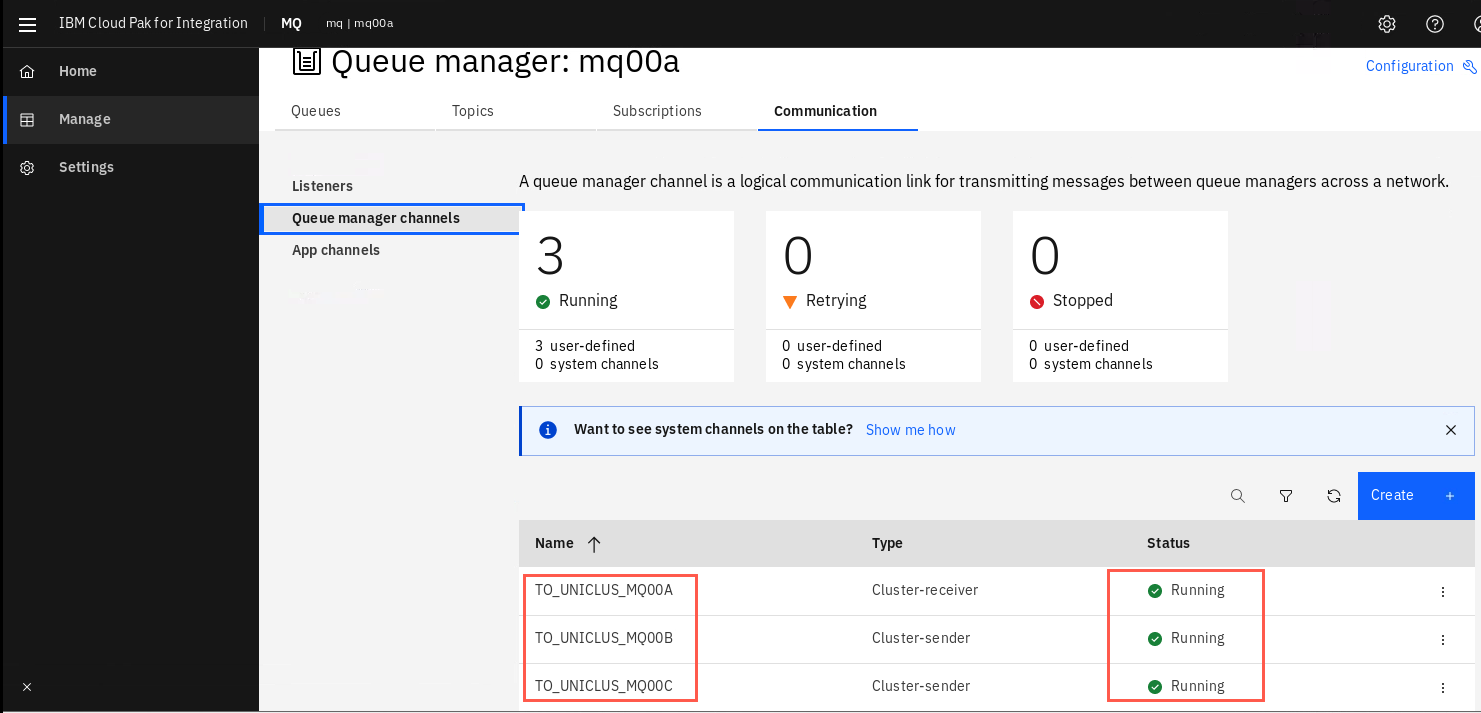 IBM Cloud Pak for Integration MQ mq | mq00a
Home
Manage
Settings
Queue manager: mq00a
Configuration
Queues Topics Subscriptions Communication
Listeners
Queue manager channels
App channels
A queue manager channel is a logical communication link for transmitting messages between queue managers across a network.
3 0 0
Running Retrying Stopped
3 user-defined 0 user-defined 0 user-defined
0 system channels 0 system channels 0 system channels
Want to see system channels on the table? Show me how
Create +
Name Type Status
TO_UNICLUS_MQ00A Cluster-receiver Running
TO_UNICLUS_MQ00B Cluster-sender Running
TO_UNICLUS_MQ00C Cluster-sender Running